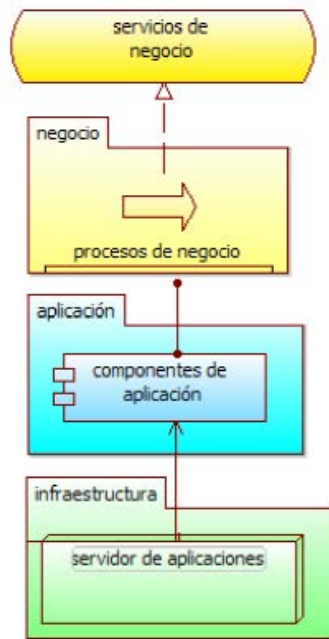 servicios de
negocio
negocio
procesos de negocio
aplicación
componentes de
aplicación
infraestructura
servidor de aplicaciones